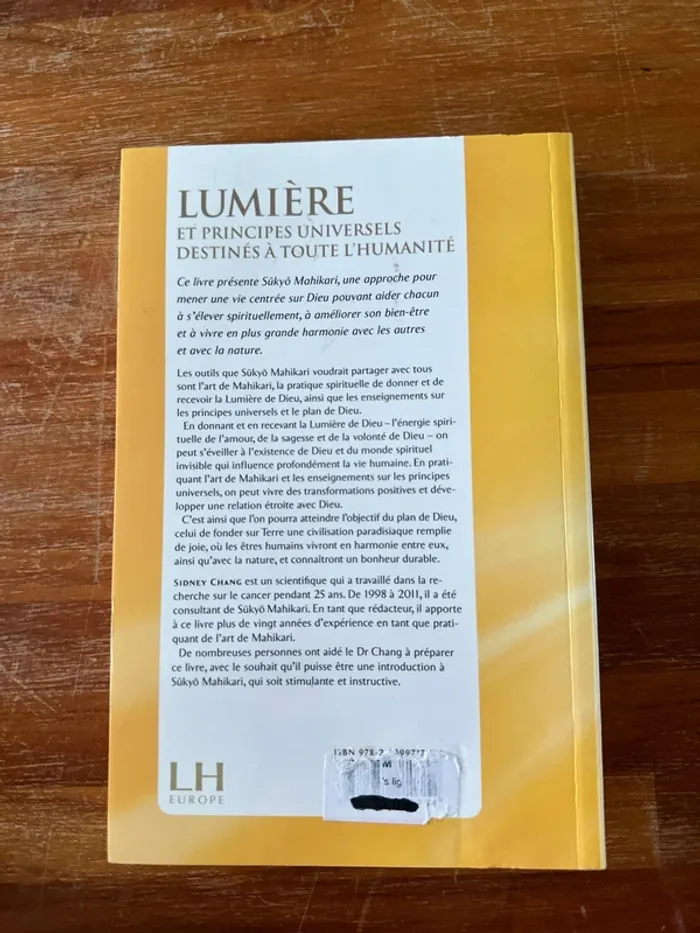 LUMIÈRE
ET PRINCIPES UNIVERSELS
DESTINÉS À TOUTE L'HUMANITÉ
Ce livre présente Sûkyô Mahikari, une approche pour
mener une vie centrée sur Dieu pouvant aider chacun
à s'élever spirituellement, à améliorer son bien-être
et à vivre en plus grande harmonie avec les autres
et avec la nature.
Les outils que Sûkyô Mahikari voudrait partager avec tous
sont l'art de Mahikari, la pratique spirituelle de donner et de
recevoir la Lumière de Dieu, ainsi que les enseignements sur
les principes universels et le plan de Dieu.
En donnant et en recevant la Lumière de Dieu – l'énergie spiri-
tuelle de l'amour, de la sagesse et de la volonté de Dieu – on
peut s'éveiller à l'existence de Dieu et du monde spirituel
invisible qui influence profondément la vie humaine. En prati-
quant l'art de Mahikari et les enseignements sur les principes
universels, on peut vivre des transformations positives et déve-
lopper une relation étroite avec Dieu.
C'est ainsi que l'on pourra atteindre l'objectif du plan de Dieu,
celui de fonder sur Terre une civilisation paradisiaque remplie
de joie, où les êtres humains vivront en harmonie entre eux,
ainsi qu'avec la nature, et connaîtront un bonheur durable.
SIDNEY CHANG est un scientifique qui a travaillé dans la re-
cherche sur le cancer pendant 25 ans. De 1998 à 2011, il a été
consultant de Sûkyô Mahikari. En tant que rédacteur, il apporte
à ce livre plus de vingt années d'expérience en tant que prati-
quant de l'art de Mahikari.
De nombreuses personnes ont aidé le Dr Chang à préparer
ce livre, avec le souhait qu'il puisse être une introduction à
Sûkyô Mahikari, qui soit stimulante et instructive.
ISBN 978-2
LH
EUROPE